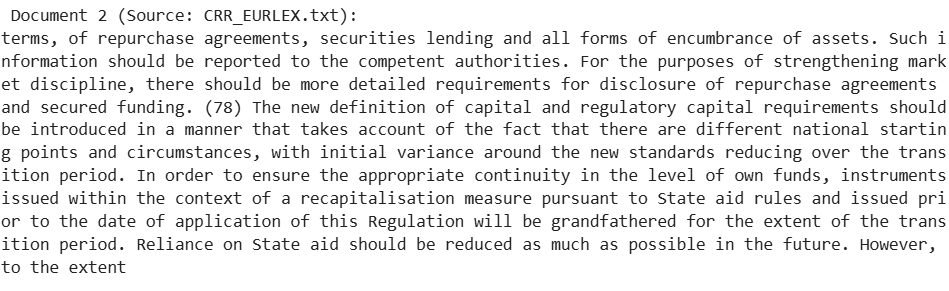 Document 2 (Source: CRR_EURLEX.txt):
terms, of repurchase agreements, securities lending and all forms of encumbrance of assets. Such i
nformation should be reported to the competent authorities. For the purposes of strengthening mark
et discipline, there should be more detailed requirements for disclosure of repurchase agreements
and secured funding. (78) The new definition of capital and regulatory capital requirements should
be introduced in a manner that takes account of the fact that there are different national startin
g points and circumstances, with initial variance around the new standards reducing over the trans
ition period. In order to ensure the appropriate continuity in the level of own funds, instruments
issued within the context of a recapitalisation measure pursuant to State aid rules and issued pri
or to the date of application of this Regulation will be grandfathered for the extent of the trans
ition period. Reliance on State aid should be reduced as much as possible in the future. However,
to the extent